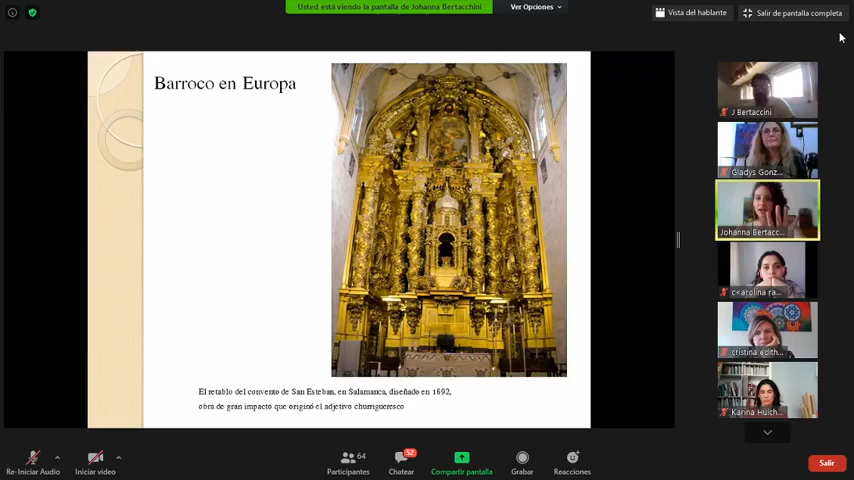 Usted está viendo la pantalla de Johanna Bertacchini
Ver Opciones
Vista del hablante
Salir de pantalla completa
Barroco en Europa
El retablo del convento de San Esteban, en Salamanca, diseñado en 1692,
obra de gran impacto que originó el adjetivo churrigueresco
J Bertaccini
Gladys Gonz...
Johanna Bertacc...
c<arolina ra...
cristina edith...
Karina Huich...
Re-Iniciar Audio
Iniciar video
Participantes
64
Chatear
52
Compartir pantalla
Grabar
Reacciones
Salir